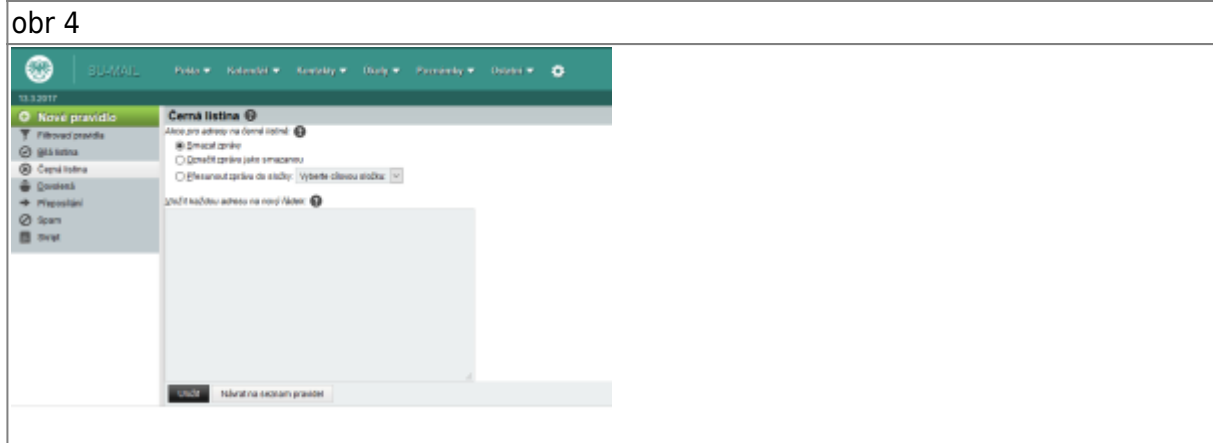 obr 4
SU-MAIL Pošta Kalendář Kontakty Úkoly Poznámky Ostatní
13.3.2017
Nové pravidlo
Filtrovací pravidla
Bílá listina
Černá listina
Dovolená
Přeposílání
Spam
Skript
Černá listina
Akce pro adresy na černé listině:
Smazat zprávy
Označit zprávu jako smazanou
Přesunout zprávu do složky: Vyberte cílovou složku:
Vložit každou adresu na nový řádek:
Uložit Návrat na seznam pravidel